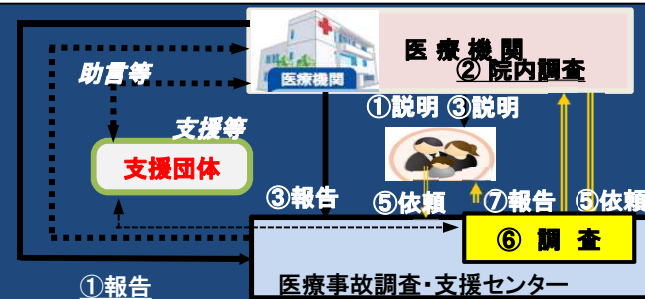 医療機関
②院内調査
医療機関
助言等
①説明 ③説明
支援等
支援団体
③報告
⑤依頼
⑦報告
⑤依頼
⑥ 調 査
①報告
医療事故調査・支援センター